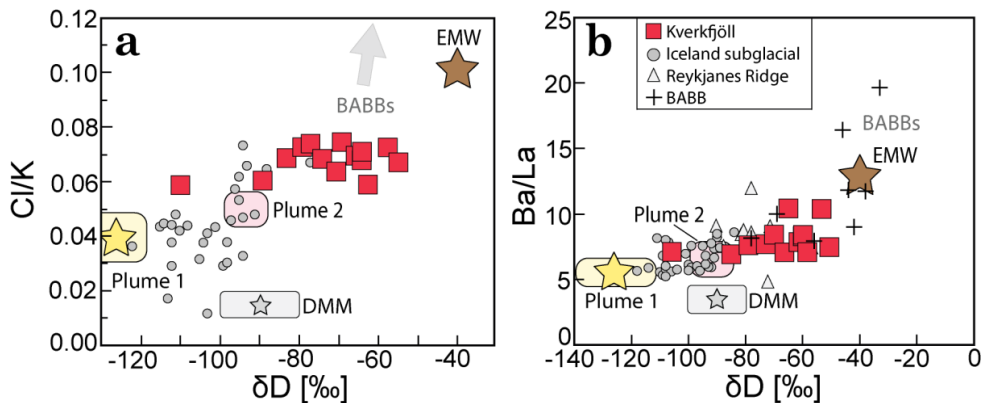 a
Cl/K
0.12
0.10
0.08
0.06
0.04
0.02
0.00
EMW
BABBs
Plume 2
Plume 1
DMM
-120
-100
-80
-60
-40
δD [‰]
b
Ba/La
25
20
15
10
5
0
Kverkfjöll
Iceland subglacial
Reykjanes Ridge
BABB
BABBs
EMW
Plume 2
Plume 1
DMM
-140
-120
-100
-80
-60
-40
-20
0
δD [‰]